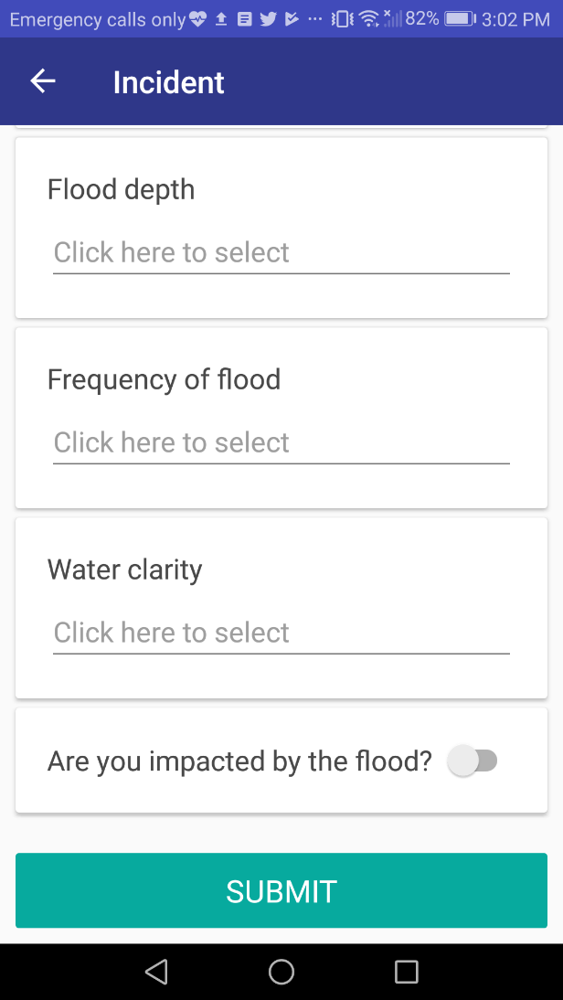 Emergency calls only 82% 3:02 PM
Incident
Flood depth
Click here to select
Frequency of flood
Click here to select
Water clarity
Click here to select
Are you impacted by the flood?
SUBMIT